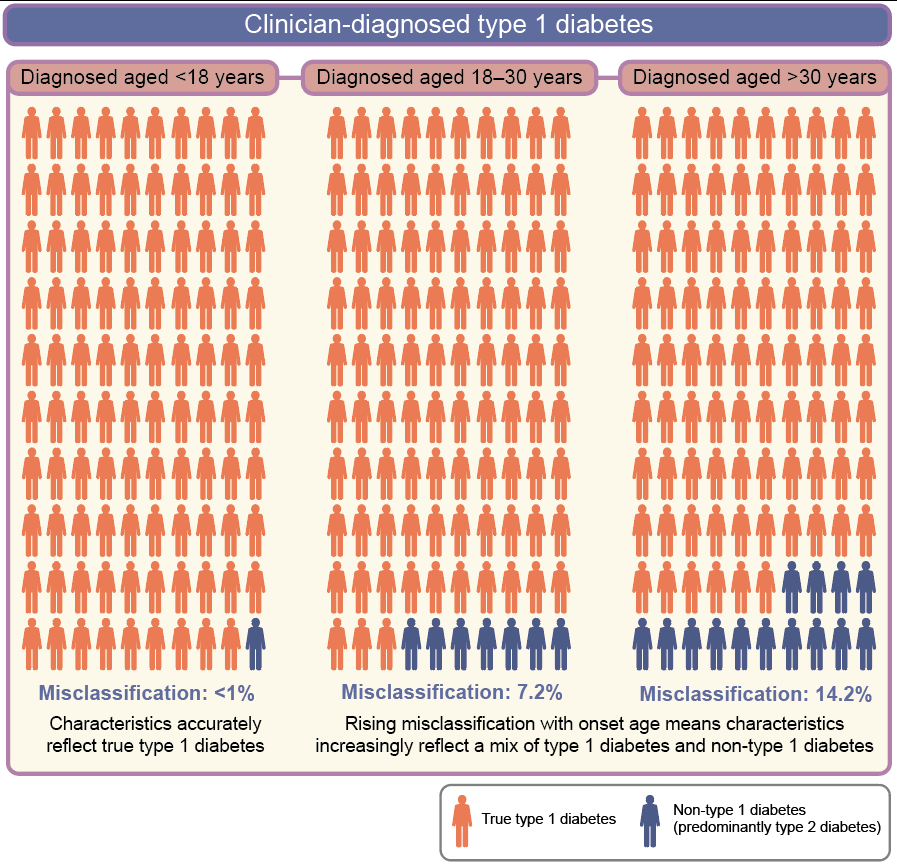 Clinician-diagnosed type 1 diabetes
Diagnosed aged <18 years
Diagnosed aged 18–30 years
Diagnosed aged >30 years
Misclassification: <1%
Misclassification: 7.2%
Misclassification: 14.2%
Characteristics accurately
reflect true type 1 diabetes
Rising misclassification with onset age means characteristics
increasingly reflect a mix of type 1 diabetes and non-type 1 diabetes
True type 1 diabetes
Non-type 1 diabetes
(predominantly type 2 diabetes)